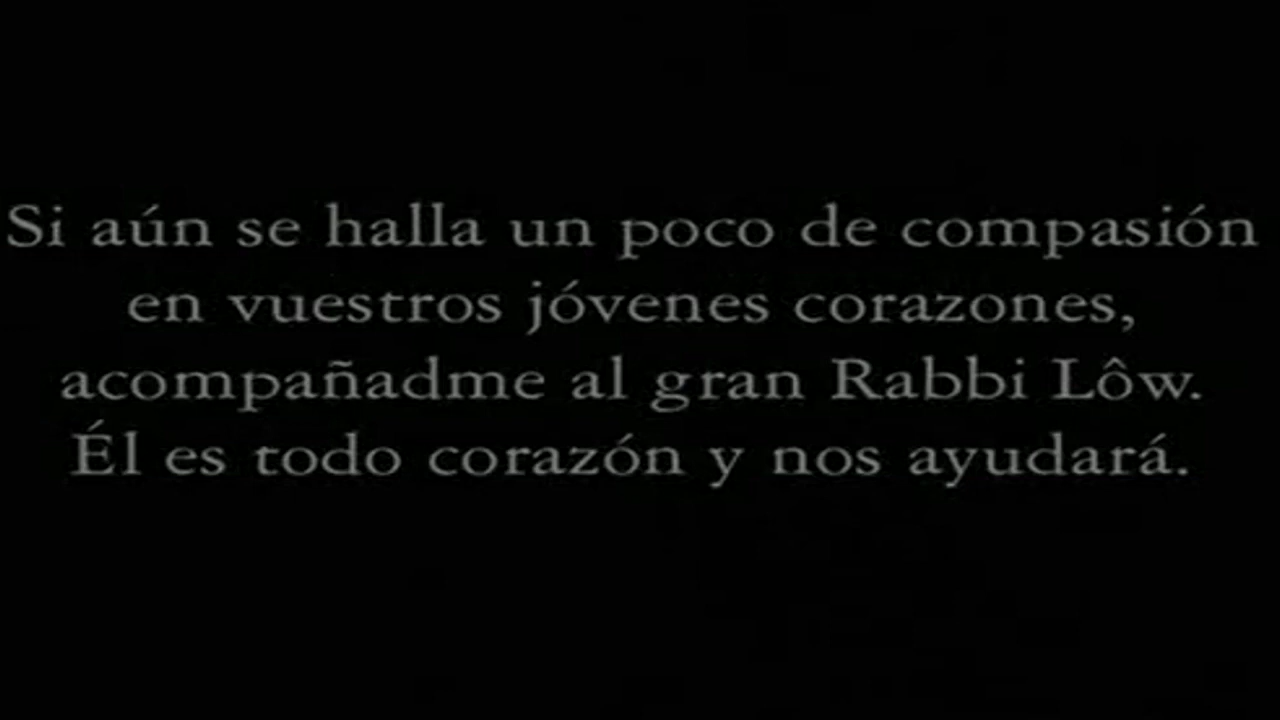 Si aún se halla un poco de compasión
en vuestros jóvenes corazones,
acompañadme al gran Rabbi Lôw.
Él es todo corazón y nos ayudará.